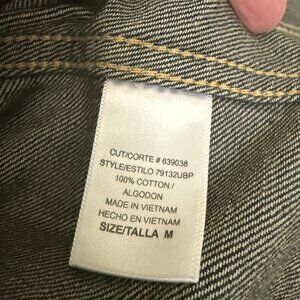 CUT/CORTE # 639038
STYLE/ESTILO 79132UBP
100% COTTON/
ALGODON
MADE IN VIETNAM
HECHO EN VIETNAM
SIZE/TALLA M